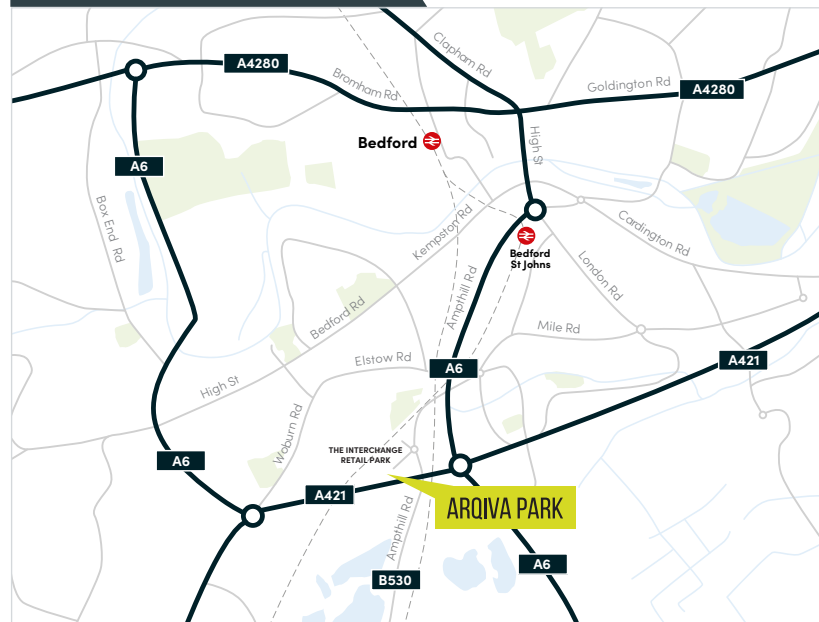 Clapham Rd
A4280
Bromham Rd
Goldington Rd
A4280
High St
Bedford
A6
Box End Rd
Kempston Rd
Cardington Rd
Bedford
St Johns
London Rd
Ampthill Rd
Bedford Rd
Mile Rd
Elstow Rd
A421
A6
High St
Woburn Rd
THE INTERCHANGE
RETAIL PARK
A6
A421
ARQIVA PARK
Ampthill Rd
A6
B530